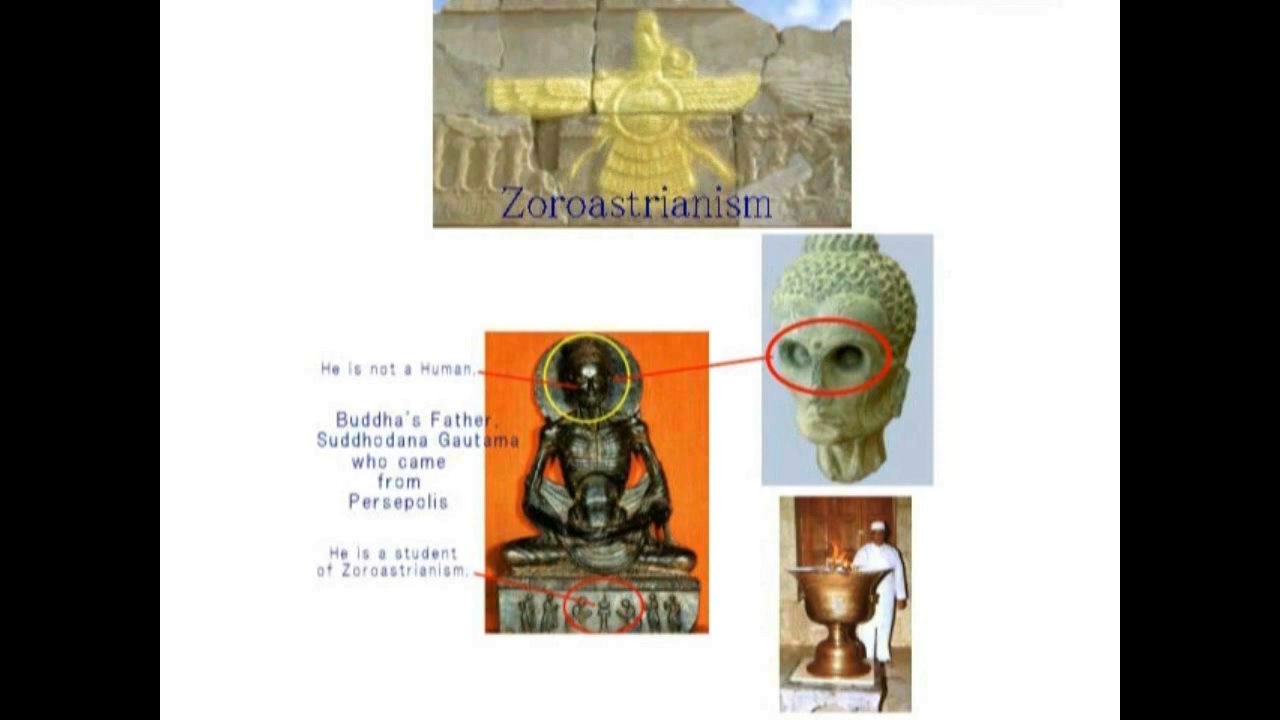 Zoroastrianism
He is not a Human.
Buddha's Father.
Suddhodana Gautama
who came
from
Persepolis
He is a student
of Zoroastrianism.